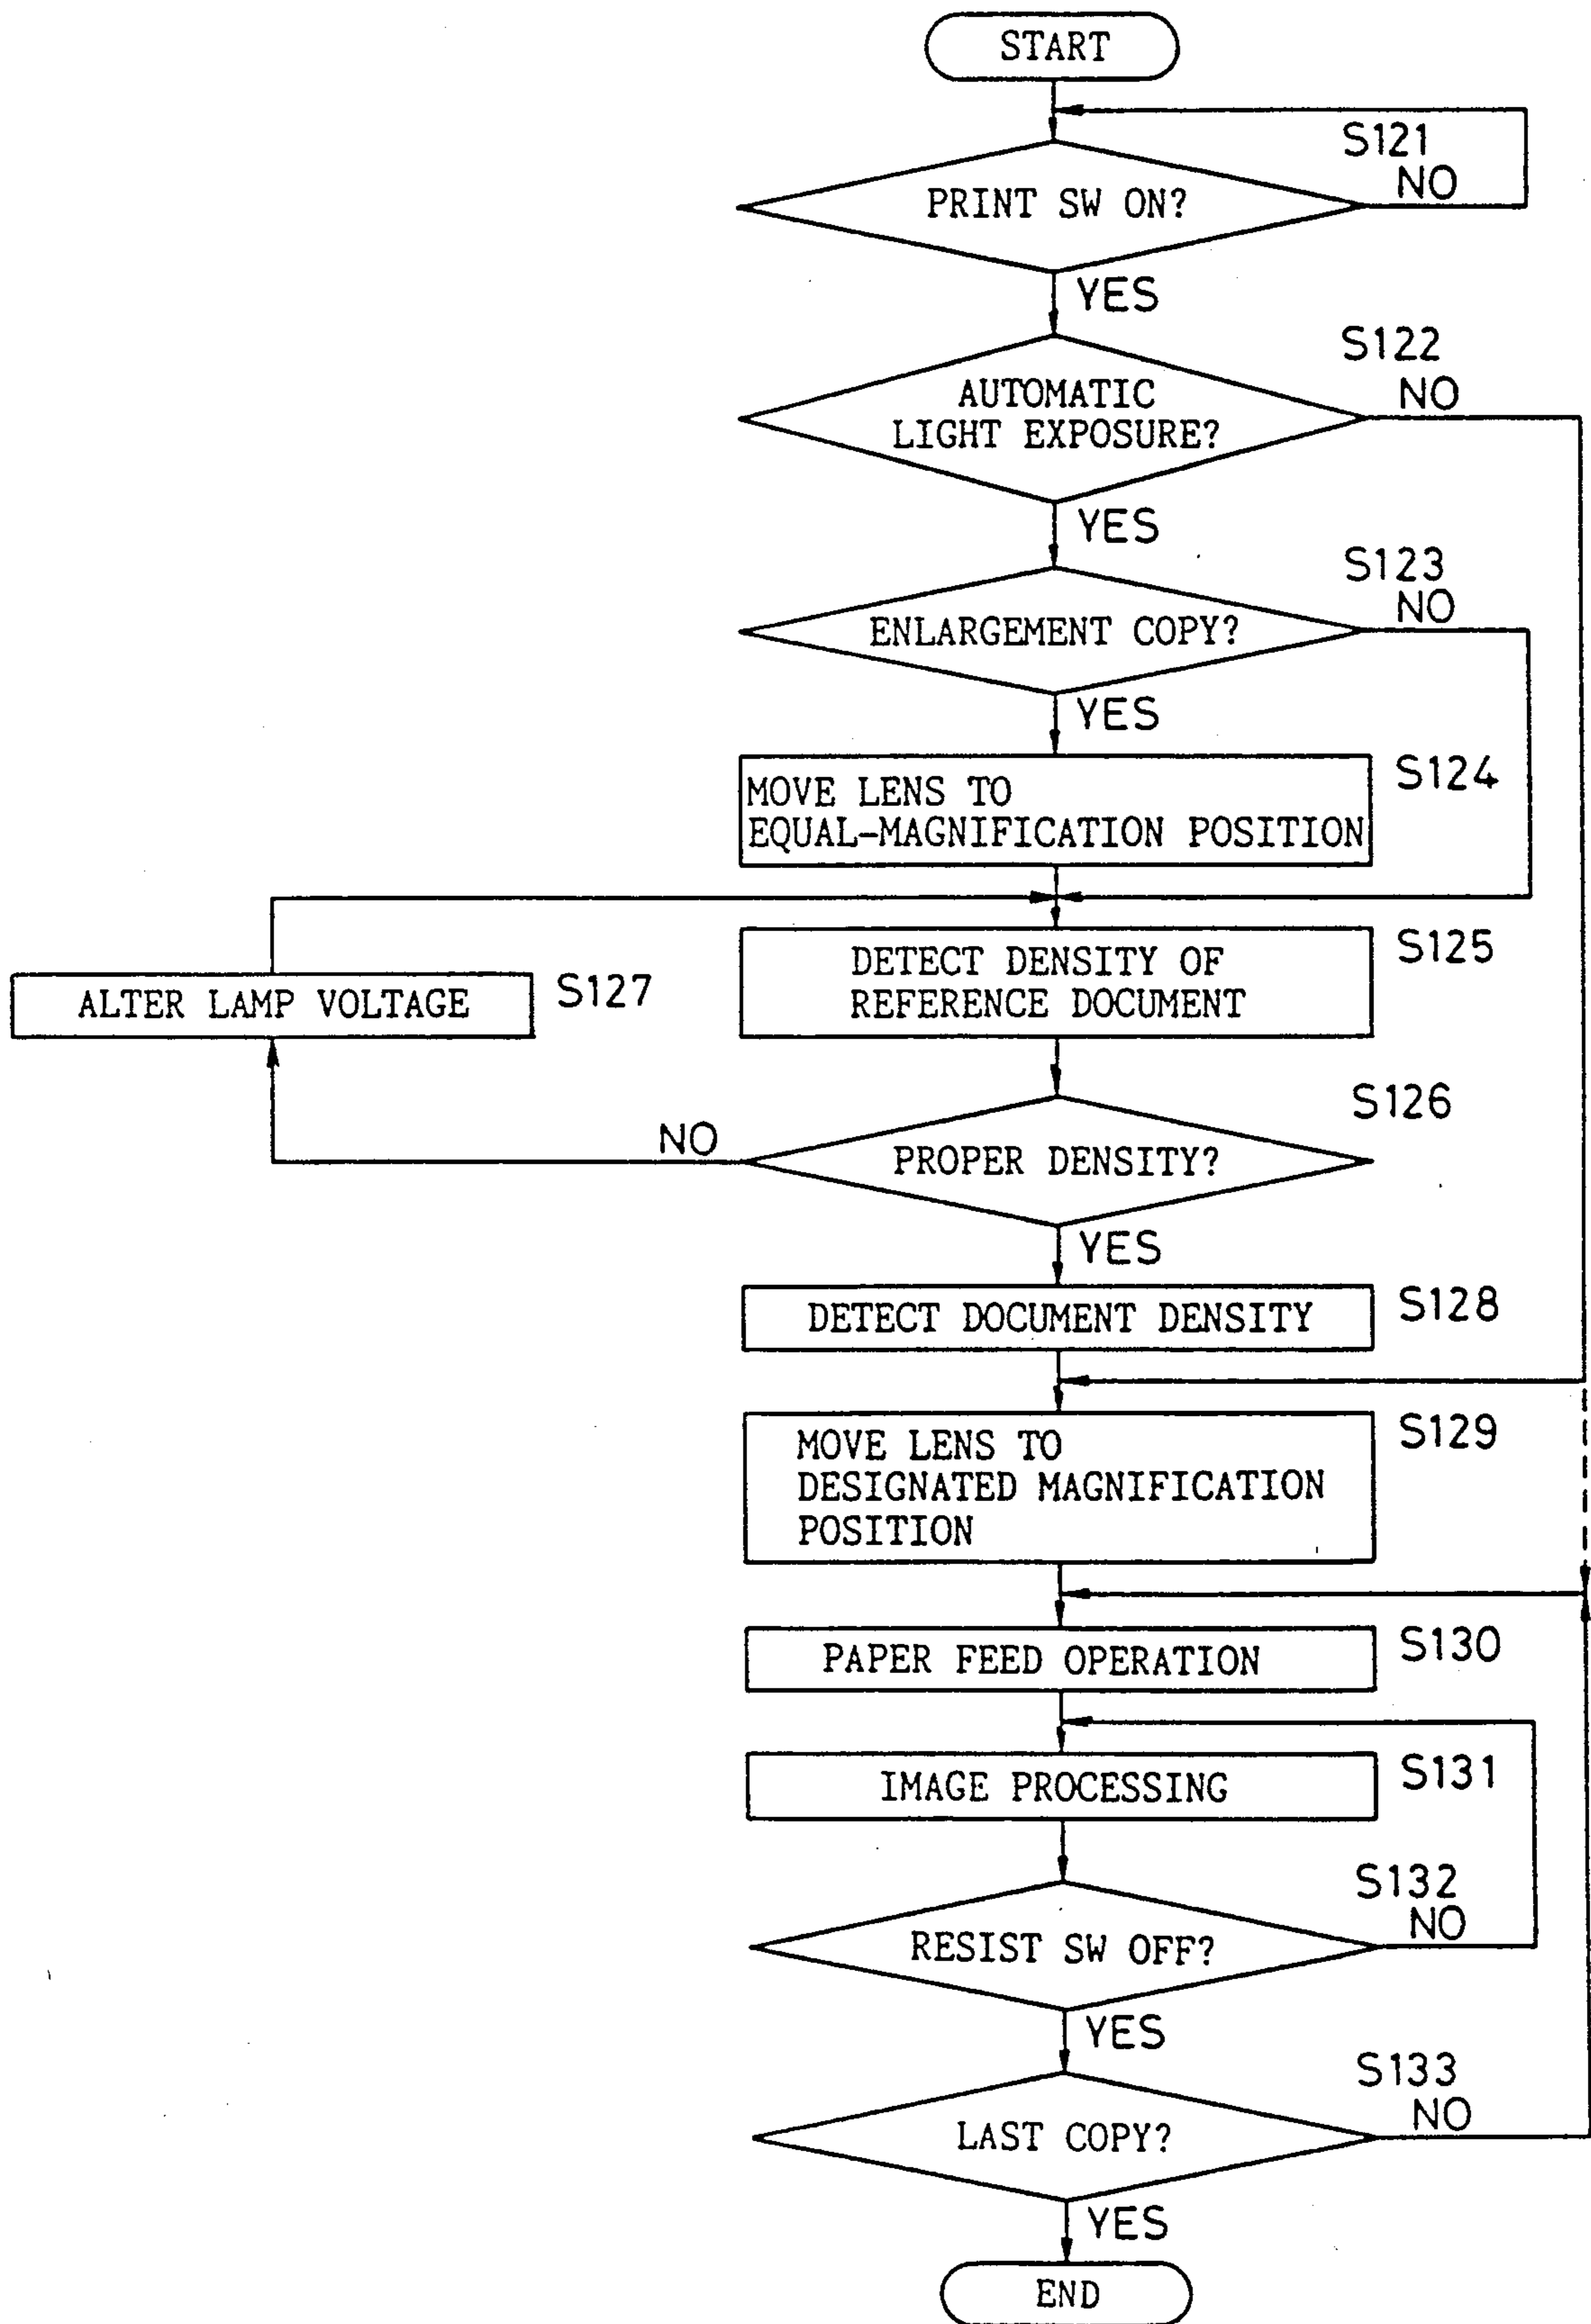 START
S121
NO
PRINT SW ON?
YES
S122
NO
AUTOMATIC
LIGHT EXPOSURE?
YES
S123
NO
ENLARGEMENT COPY?
YES
S124
MOVE LENS TO
EQUAL-MAGNIFICATION POSITION
S125
DETECT DENSITY OF
REFERENCE DOCUMENT
ALTER LAMP VOLTAGE
S127
S126
NO
PROPER DENSITY?
YES
S128
DETECT DOCUMENT DENSITY
S129
MOVE LENS TO
DESIGNATED MAGNIFICATION
POSITION
S130
PAPER FEED OPERATION
S131
IMAGE PROCESSING
S132
NO
RESIST SW OFF?
YES
S133
NO
LAST COPY?
YES
END